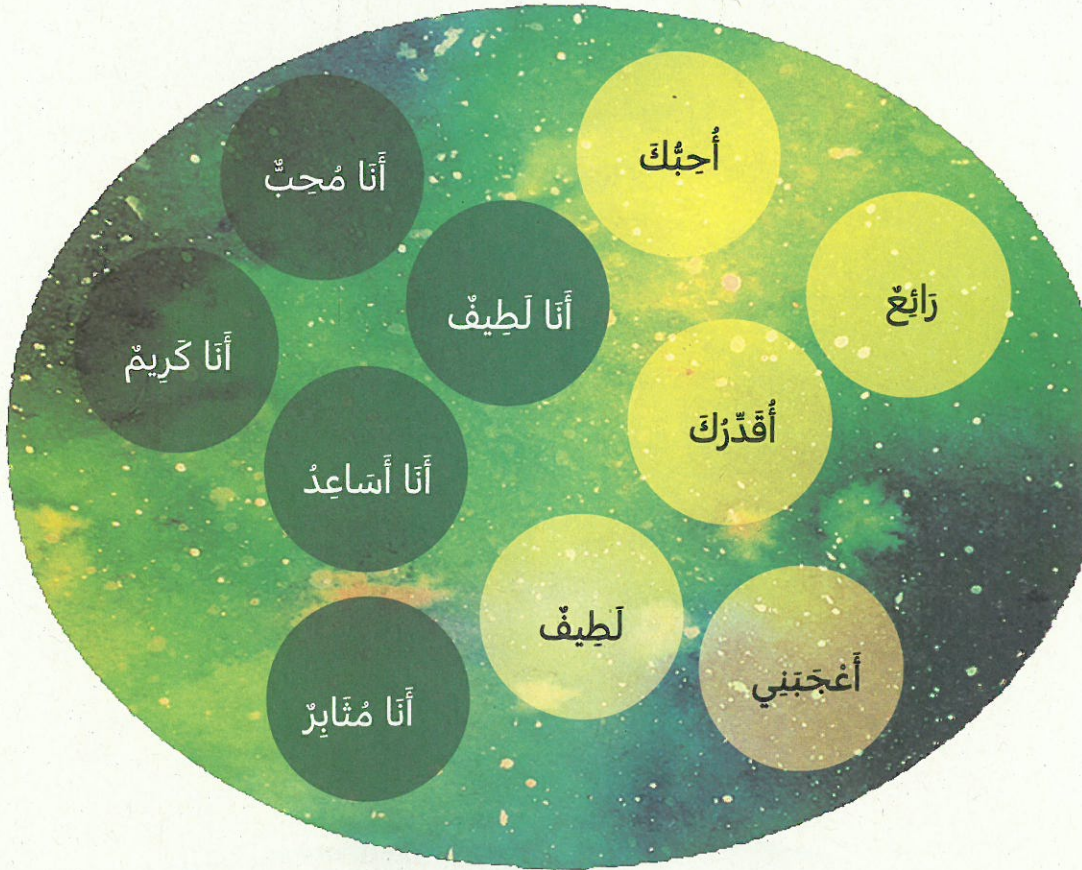 أُحِبُّكَ
رَائِعٌ
أُقَدِّرُكَ
لَطِيفٌ
أَعْجَبَنِي
أَنَا مُحِبٌّ
أَنَا لَطِيفٌ
أَنَا كَرِيمٌ
أَنَا أَسَاعِدُ
أَنَا مُثَابِرٌ